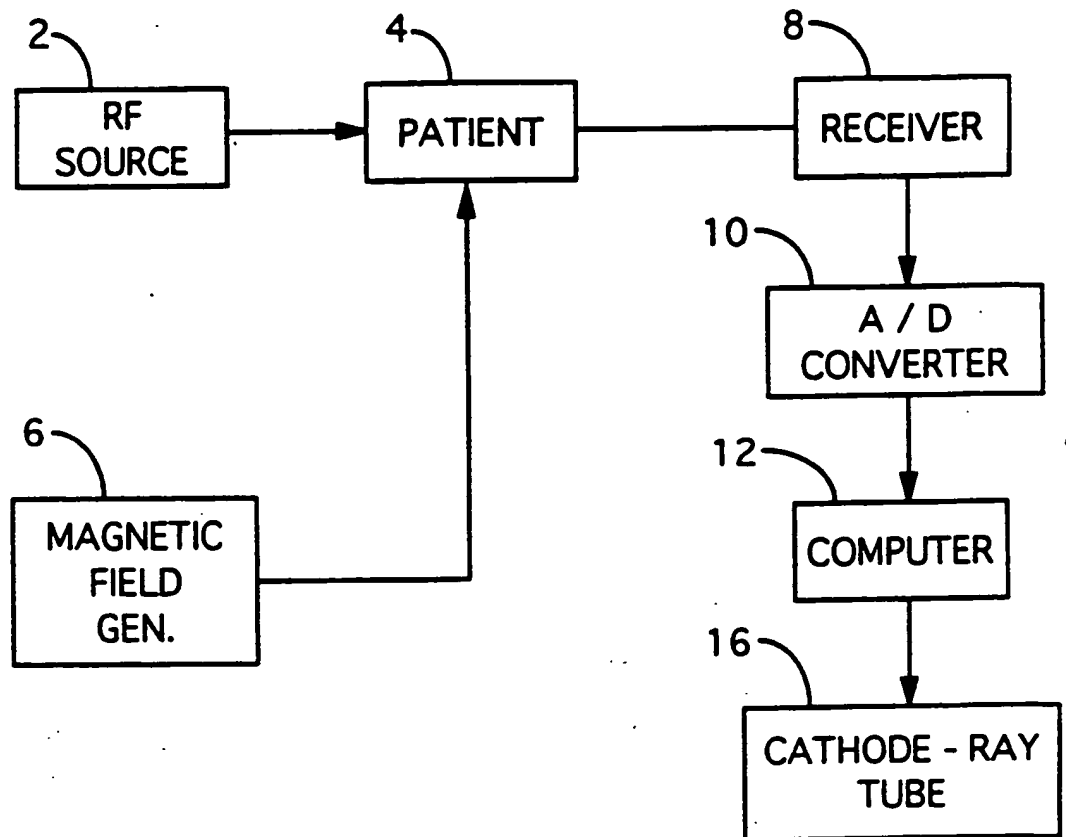 2
4
8
RF
SOURCE
PATIENT
RECEIVER
10
A / D
CONVERTER
6
12
MAGNETIC
FIELD
GEN.
COMPUTER
16
CATHODE - RAY
TUBE